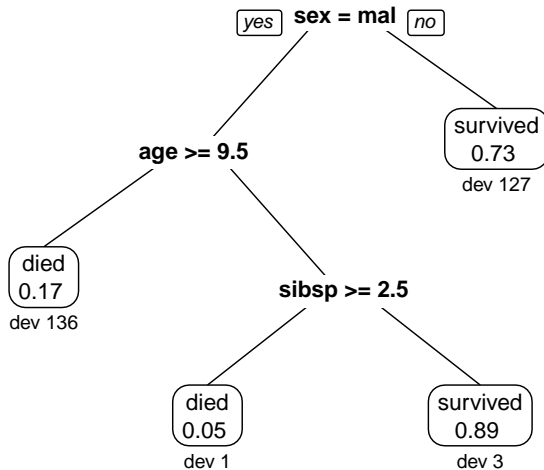 yes sex = mal no
survived
0.73
dev 127
age >= 9.5
died
0.17
dev 136
sibsp >= 2.5
died
0.05
dev 1
survived
0.89
dev 3